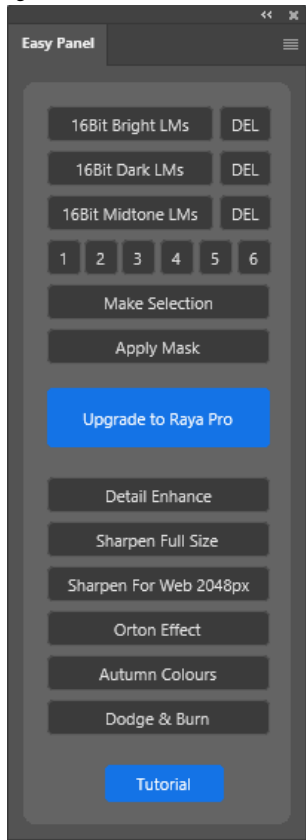 Easy Panel
16Bit Bright LMs DEL
16Bit Dark LMs DEL
16Bit Midtone LMs DEL
1 2 3 4 5 6
Make Selection
Apply Mask
Upgrade to Raya Pro
Detail Enhance
Sharpen Full Size
Sharpen For Web 2048px
Orton Effect
Autumn Colours
Dodge & Burn
Tutorial